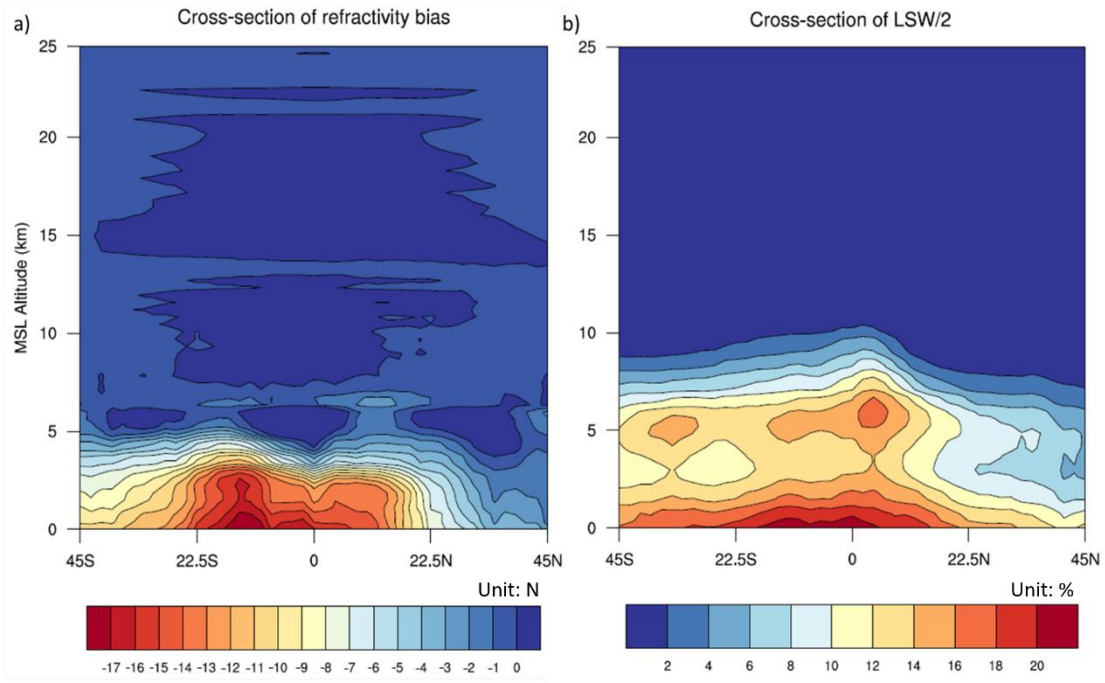 a)
Cross-section of refractivity bias
25
20
15
10
5
0
MSL Altitude (km)
45S 22.5S 0 22.5N 45N
Unit: N
-17 -16 -15 -14 -13 -12 -11 -10 -9 -8 -7 -6 -5 -4 -3 -2 -1 0
b)
Cross-section of LSW/2
25
20
15
10
5
0
45S 22.5S 0 22.5N 45N
Unit: %
2 4 6 8 10 12 14 16 18 20